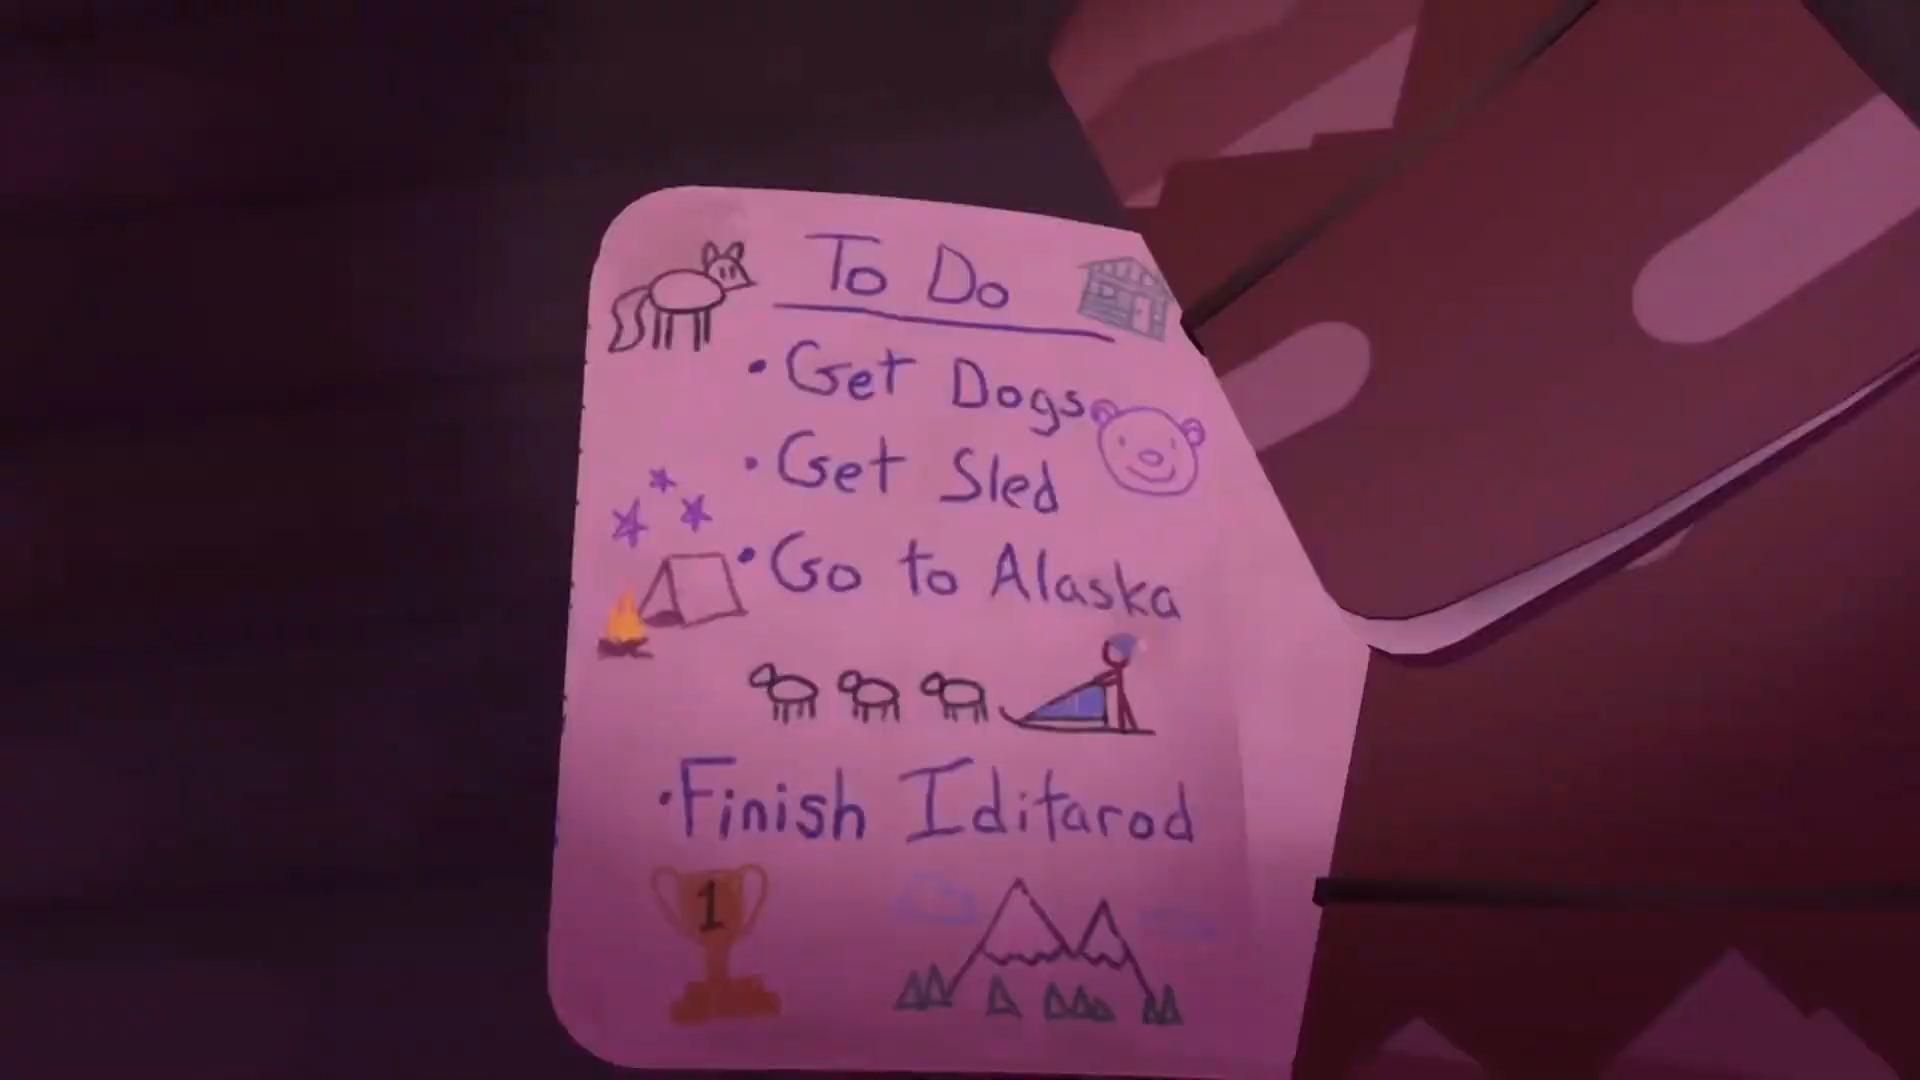 To Do
• Get Dogs
• Get Sled
• Go to Alaska
• Finish Iditarod
1